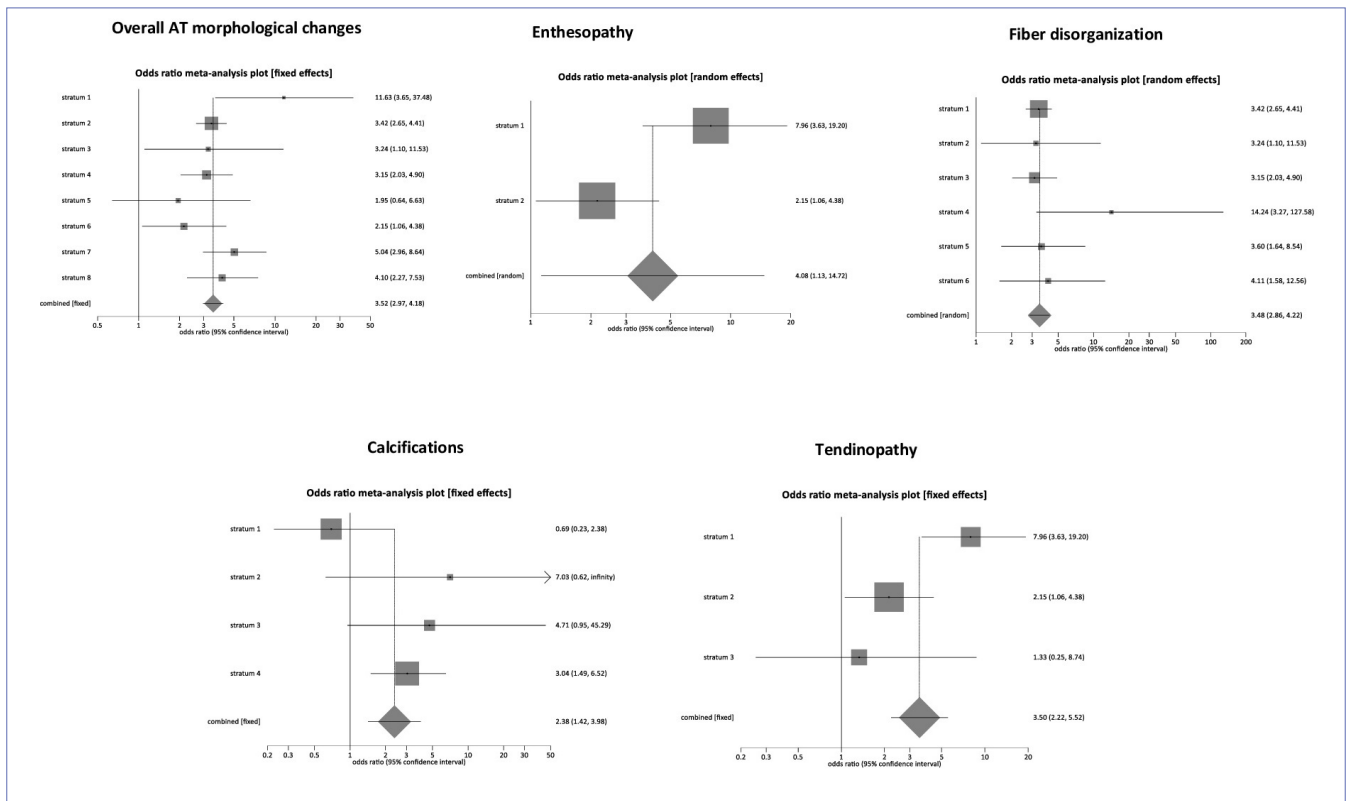 Overall AT morphological changes
Odds ratio meta-analysis plot [fixed effects]
stratum 1 11.63 (3.65, 37.48)
stratum 2 3.42 (2.65, 4.41)
stratum 3 3.24 (1.10, 11.53)
stratum 4 3.15 (2.03, 4.90)
stratum 5 1.95 (0.64, 6.63)
stratum 6 2.15 (1.06, 4.38)
stratum 7 5.04 (2.96, 8.64)
stratum 8 4.10 (2.27, 7.53)
combined [fixed] 3.52 (2.97, 4.18)
0.5 1 2 3 5 10 20 30 50
odds ratio (95% confidence interval)
Enthesopathy
Odds ratio meta-analysis plot [random effects]
stratum 1 7.96 (3.63, 19.20)
stratum 2 2.15 (1.06, 4.38)
combined [random] 4.08 (1.13, 14.72)
1 2 3 5 10 20
odds ratio (95% confidence interval)
Fiber disorganization
Odds ratio meta-analysis plot [random effects]
stratum 1 3.42 (2.65, 4.41)
stratum 2 3.24 (1.10, 11.53)
stratum 3 3.15 (2.03, 4.90)
stratum 4 14.24 (3.27, 127.58)
stratum 5 3.60 (1.64, 8.54)
stratum 6 4.11 (1.58, 12.56)
combined [random] 3.48 (2.86, 4.22)
1 2 3 5 10 20 30 50 100 200
odds ratio (95% confidence interval)
Calcifications
Odds ratio meta-analysis plot [fixed effects]
stratum 1 0.69 (0.23, 2.38)
stratum 2 7.03 (0.62, infinity)
stratum 3 4.71 (0.95, 45.29)
stratum 4 3.04 (1.49, 6.52)
combined [fixed] 2.38 (1.42, 3.98)
0.2 0.3 0.5 1 2 3 5 10 20 30 50
odds ratio (95% confidence interval)
Tendinopathy
Odds ratio meta-analysis plot [fixed effects]
stratum 1 7.96 (3.63, 19.20)
stratum 2 2.15 (1.06, 4.38)
stratum 3 1.33 (0.25, 8.74)
combined [fixed] 3.50 (2.22, 5.52)
0.2 0.3 0.5 1 2 3 5 10 20
odds ratio (95% confidence interval)